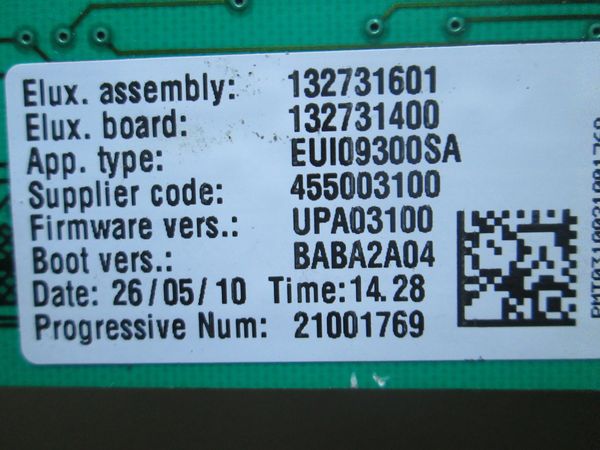 Elux. assembly: 132731601
Elux. board: 132731400
App. type: EUI09300SA
Supplier code: 455003100
Firmware vers.: UPA03100
Boot vers.: BABA2A04
Date: 26/05/10 Time:14.28
Progressive Num: 21001769